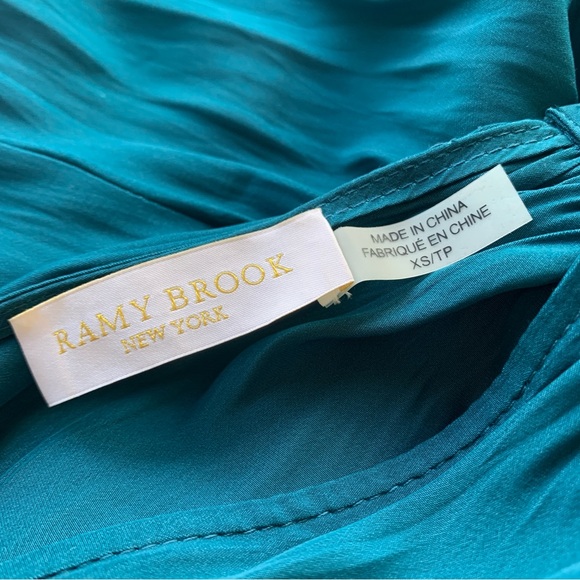 RAMY BROOK
NEW YORK
MADE IN CHINA
FABRIQUÉ EN CHINE
XS/TP